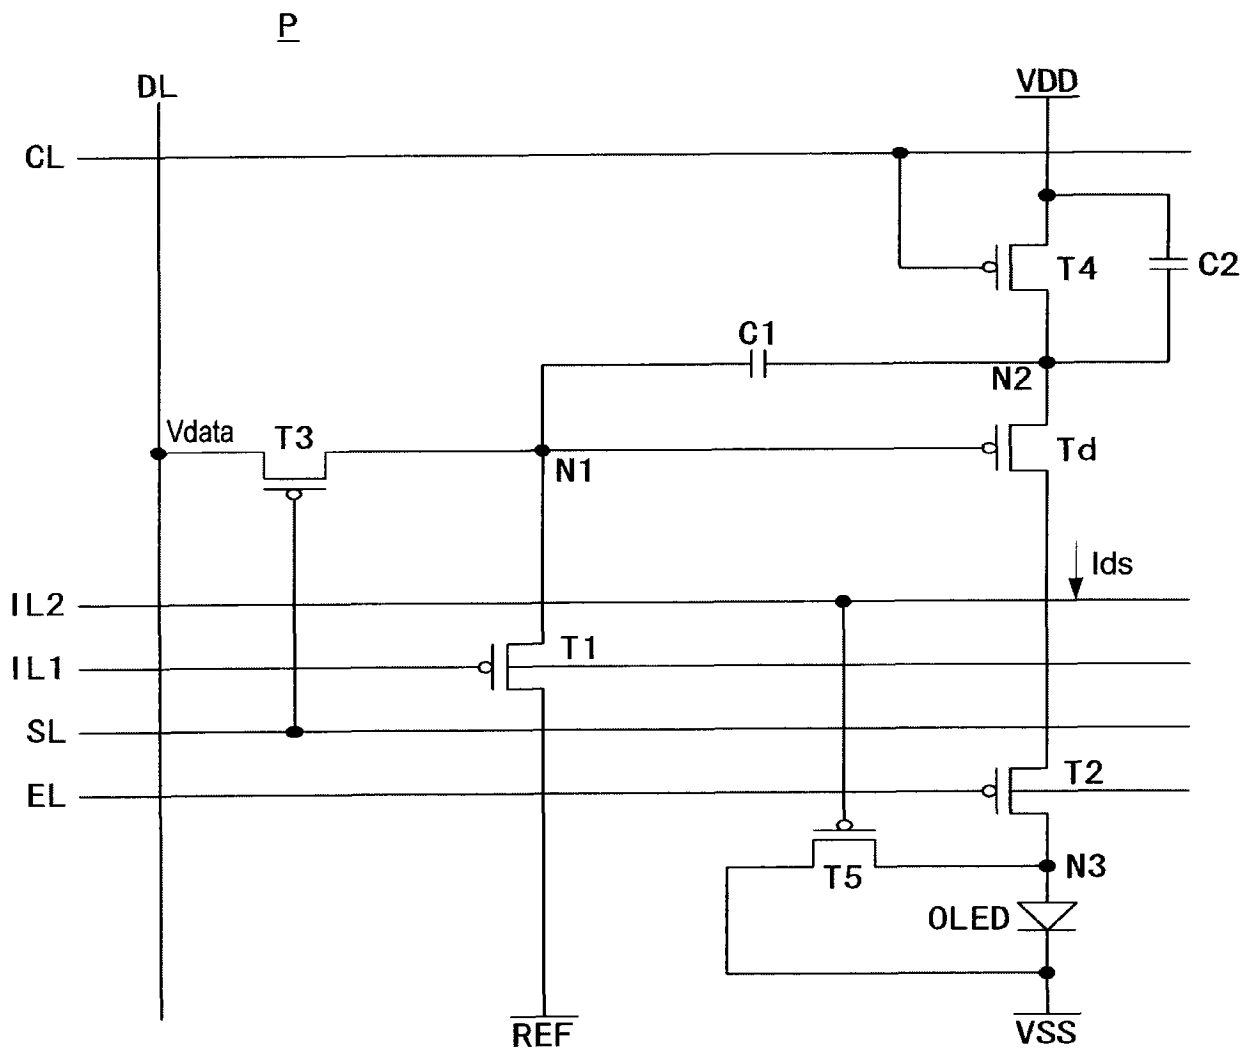 P
DL
VDD
CL
T4
C2
C1
N2
Vdata
T3
N1
Td
Ids
IL2
T1
IL1
SL
T2
EL
N3
T5
OLED
REF
VSS